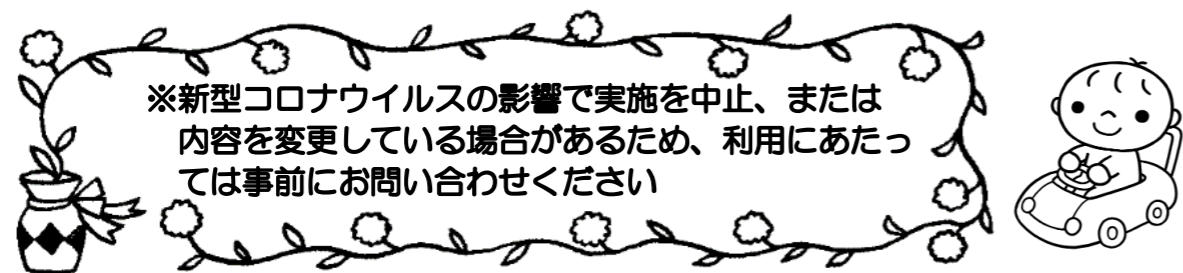 ※新型コロナウイルスの影響で実施を中止、または
内容を変更している場合があるため、利用にあたっ
ては事前にお問い合わせください